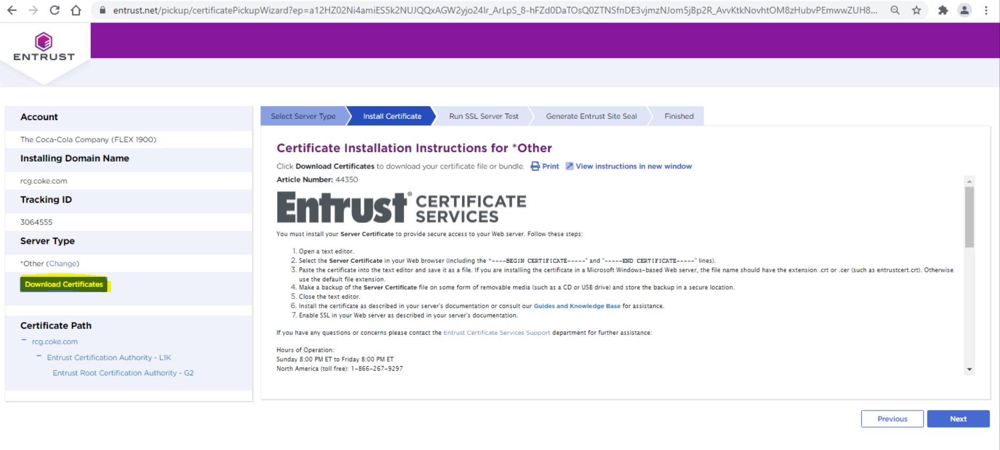 entrust.net/pickup/certificatePickupWizard?ep=a12HZ02Ni4amiES5k2NUJQQxAGW2yjo24Ir_ArLpS_8-hFZd0DaTOsQ0ZTNSfnDE3vjmzNJom5jBp2R_AvvKtkNovhtOM8zHubvPEmwwZUH8...
ENTRUST
Account
The Coca-Cola Company (FLEX 1900)
Installing Domain Name
rcg.coke.com
Tracking ID
3064555
Server Type
*Other (Change)
Download Certificates
Certificate Path
rcg.coke.com
Entrust Certification Authority - L1K
Entrust Root Certification Authority - G2
Select Server Type
Install Certificate
Run SSL Server Test
Generate Entrust Site Seal
Finished
Certificate Installation Instructions for *Other
Click Download Certificates to download your certificate file or bundle. Print View instructions in new window
Article Number: 44350
Entrust® CERTIFICATE
SERVICES
You must install your Server Certificate to provide secure access to your Web server. Follow these steps:
1. Open a text editor.
2. Select the Server Certificate in your Web browser (including the "----BEGIN CERTIFICATE-----" and "-----END CERTIFICATE-----" lines).
3. Paste the certificate into the text editor and save it as a file. If you are installing the certificate in a Microsoft Windows-based Web server, the file name should have the extension .crt or .cer (such as entrustcert.crt). Otherwise
use the default file extension.
4. Make a backup of the Server Certificate file on some form of removable media (such as a CD or USB drive) and store the backup in a secure location.
5. Close the text editor.
6. Install the certificate as described in your server's documentation or consult our Guides and Knowledge Base for assistance.
7. Enable SSL in your Web server as described in your server's documentation.
If you have any questions or concerns please contact the Entrust Certificate Services Support department for further assistance:
Hours of Operation:
Sunday 8:00 PM ET to Friday 8:00 PM ET
North America (toll free): 1-866-267-9297
Previous
Next